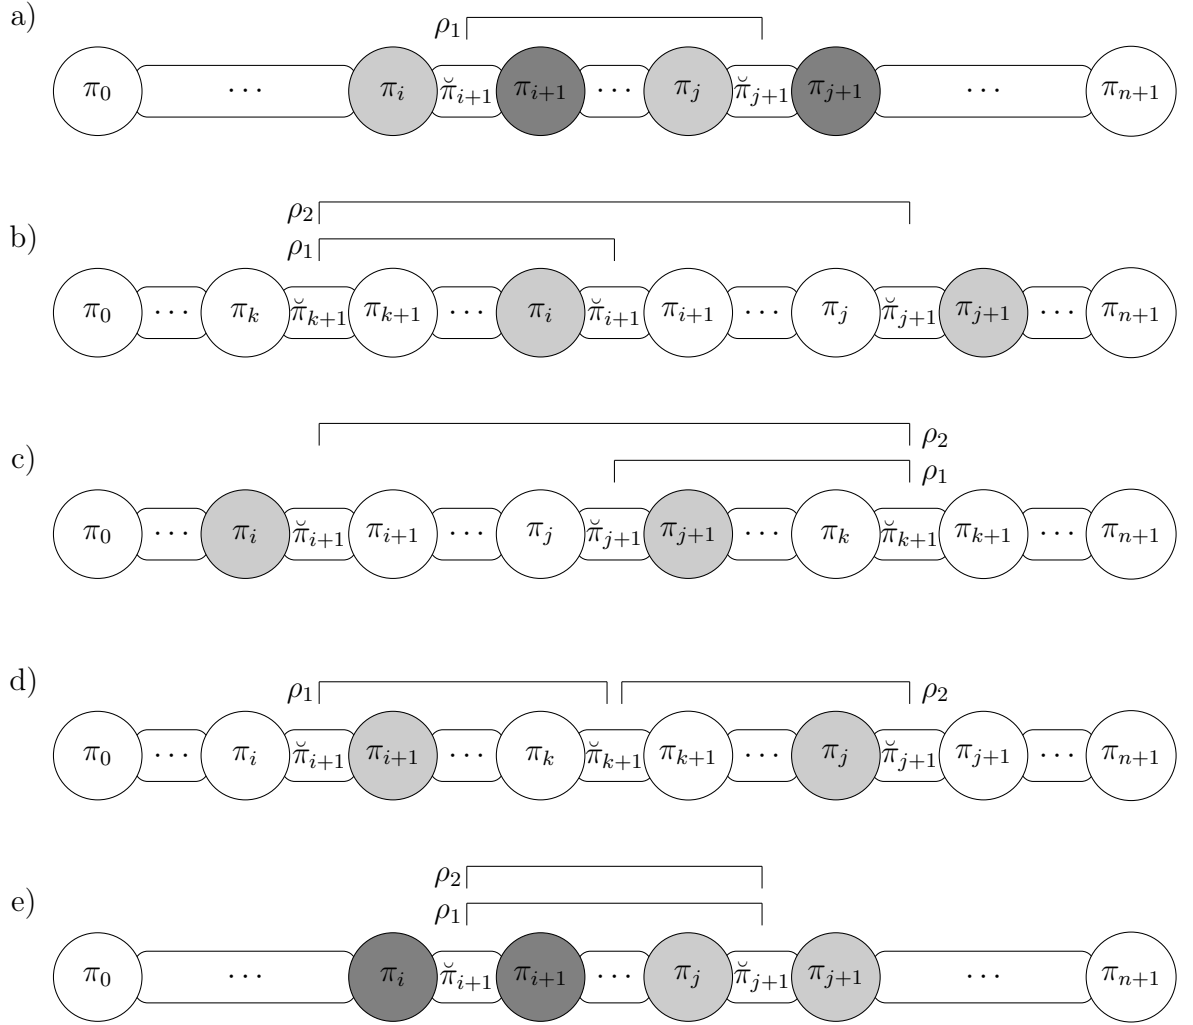 a) ρ₁
π₀ ⋯ πᵢ π̆ᵢ₊₁ πᵢ₊₁ ⋯ πⱼ π̆ⱼ₊₁ πⱼ₊₁ ⋯ πₙ₊₁
ρ₂
b) ρ₁
π₀ ⋯ πₖ π̆ₖ₊₁ πₖ₊₁ ⋯ πᵢ π̆ᵢ₊₁ πᵢ₊₁ ⋯ πⱼ π̆ⱼ₊₁ πⱼ₊₁ ⋯ πₙ₊₁
ρ₂
c) ρ₁
π₀ ⋯ πᵢ π̆ᵢ₊₁ πᵢ₊₁ ⋯ πⱼ π̆ⱼ₊₁ πⱼ₊₁ ⋯ πₖ π̆ₖ₊₁ πₖ₊₁ ⋯ πₙ₊₁
d) ρ₁ ρ₂
π₀ ⋯ πᵢ π̆ᵢ₊₁ πᵢ₊₁ ⋯ πₖ π̆ₖ₊₁ πₖ₊₁ ⋯ πⱼ π̆ⱼ₊₁ πⱼ₊₁ ⋯ πₙ₊₁
ρ₂
e) ρ₁
π₀ ⋯ πᵢ π̆ᵢ₊₁ πᵢ₊₁ ⋯ πⱼ π̆ⱼ₊₁ πⱼ₊₁ ⋯ πₙ₊₁